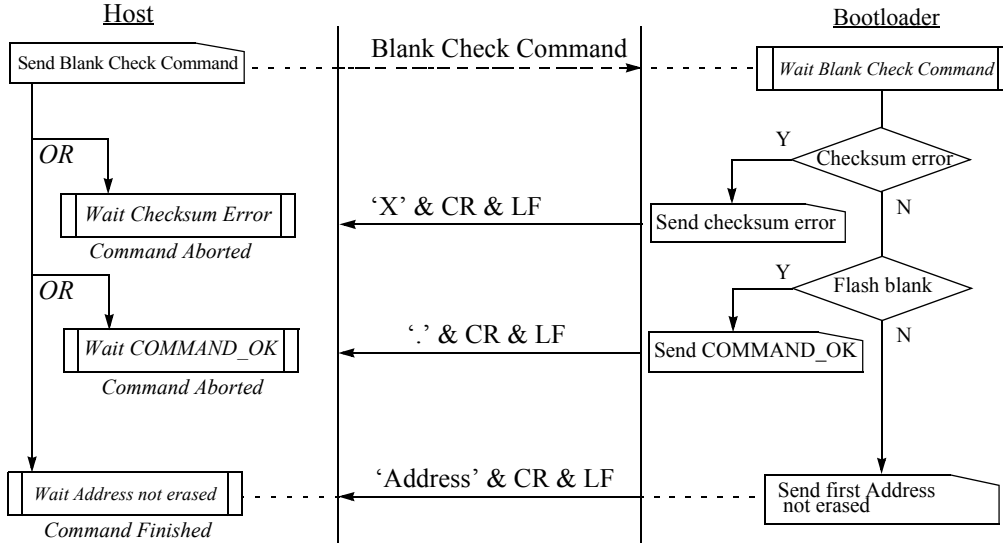 Host
Bootloader
Send Blank Check Command
Blank Check Command
Wait Blank Check Command
OR
Y
Checksum error
Wait Checksum Error
‘X’ & CR & LF
Send checksum error
N
Command Aborted
OR
Y
Flash blank
Wait COMMAND_OK
‘.’ & CR & LF
Send COMMAND_OK
N
Command Aborted
Wait Address not erased
‘Address’ & CR & LF
Send first Address
not erased
Command Finished